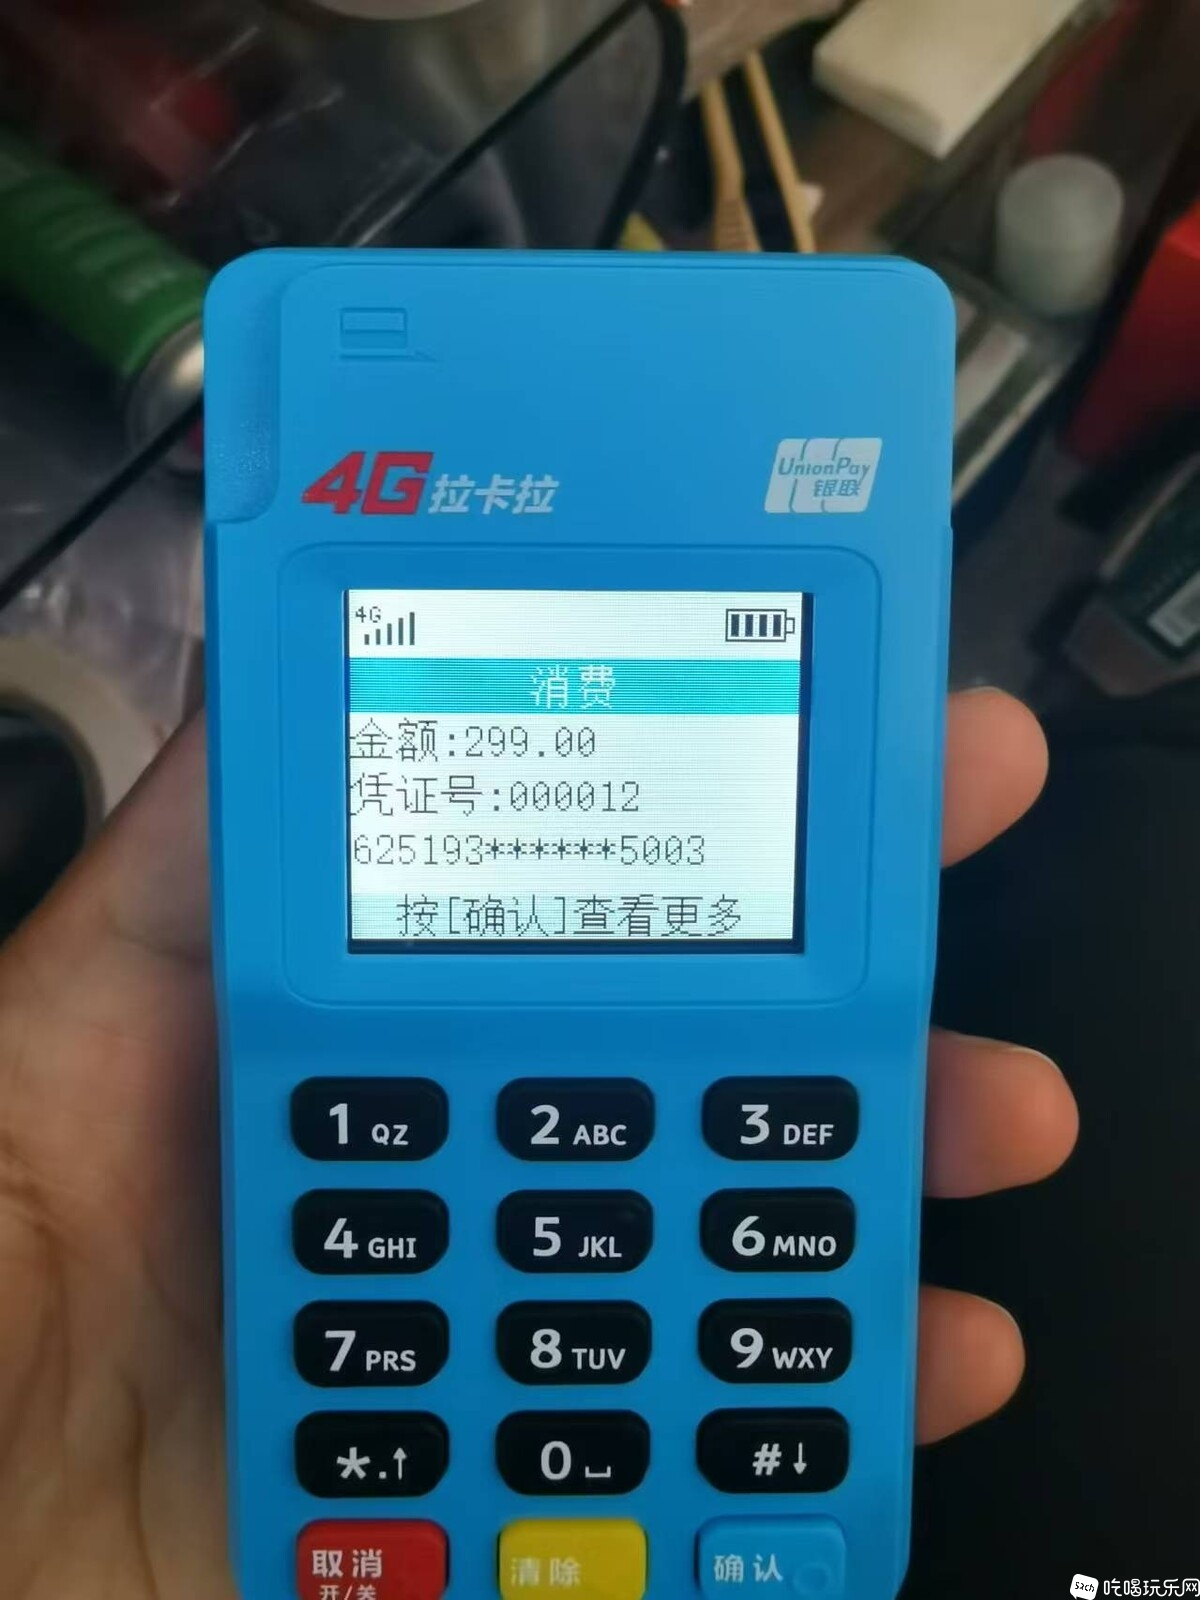 4G拉卡拉
UnionPay
银联
4G
消费
金额:299.00
凭证号:000012
625193******5003
按[确认]查看更多
1 QZ
2 ABC
3 DEF
4 GHI
5 JKL
6 MNO
7 PRS
8 TUV
9 WXY
*.↑
0 ⌴
#↓
取消
开/关
清除
确认
52ch 吃喝玩乐网